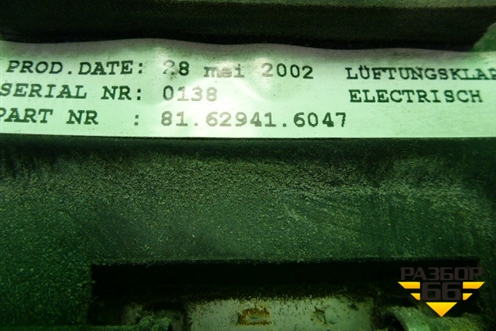 PROD.DATE: 28 mei 2002 LÜFTUNGSKLAP
SERIAL NR: 0138 ELECTRISCH
PART NR : 81.62941.6047
РАЗБОР
66